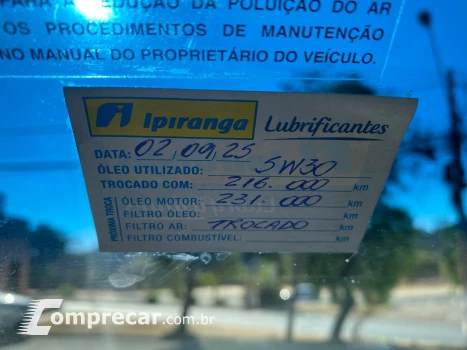 PARA A REDUÇÃO DA POLUIÇÃO DO AR
OS PROCEDIMENTOS DE MANUTENÇÃO
NO MANUAL DO PROPRIETÁRIO DO VEÍCULO.
Ipiranga Lubrificantes
DATA: 02,09,25
ÓLEO UTILIZADO: 5W30
TROCADO COM: 216.000 km
PRÓXIMA TROCA
ÓLEO MOTOR: 231.000 km
FILTRO ÓLEO: km
FILTRO AR: TROCADO km
FILTRO COMBUSTÍVEL: km
Comprecar.com.br